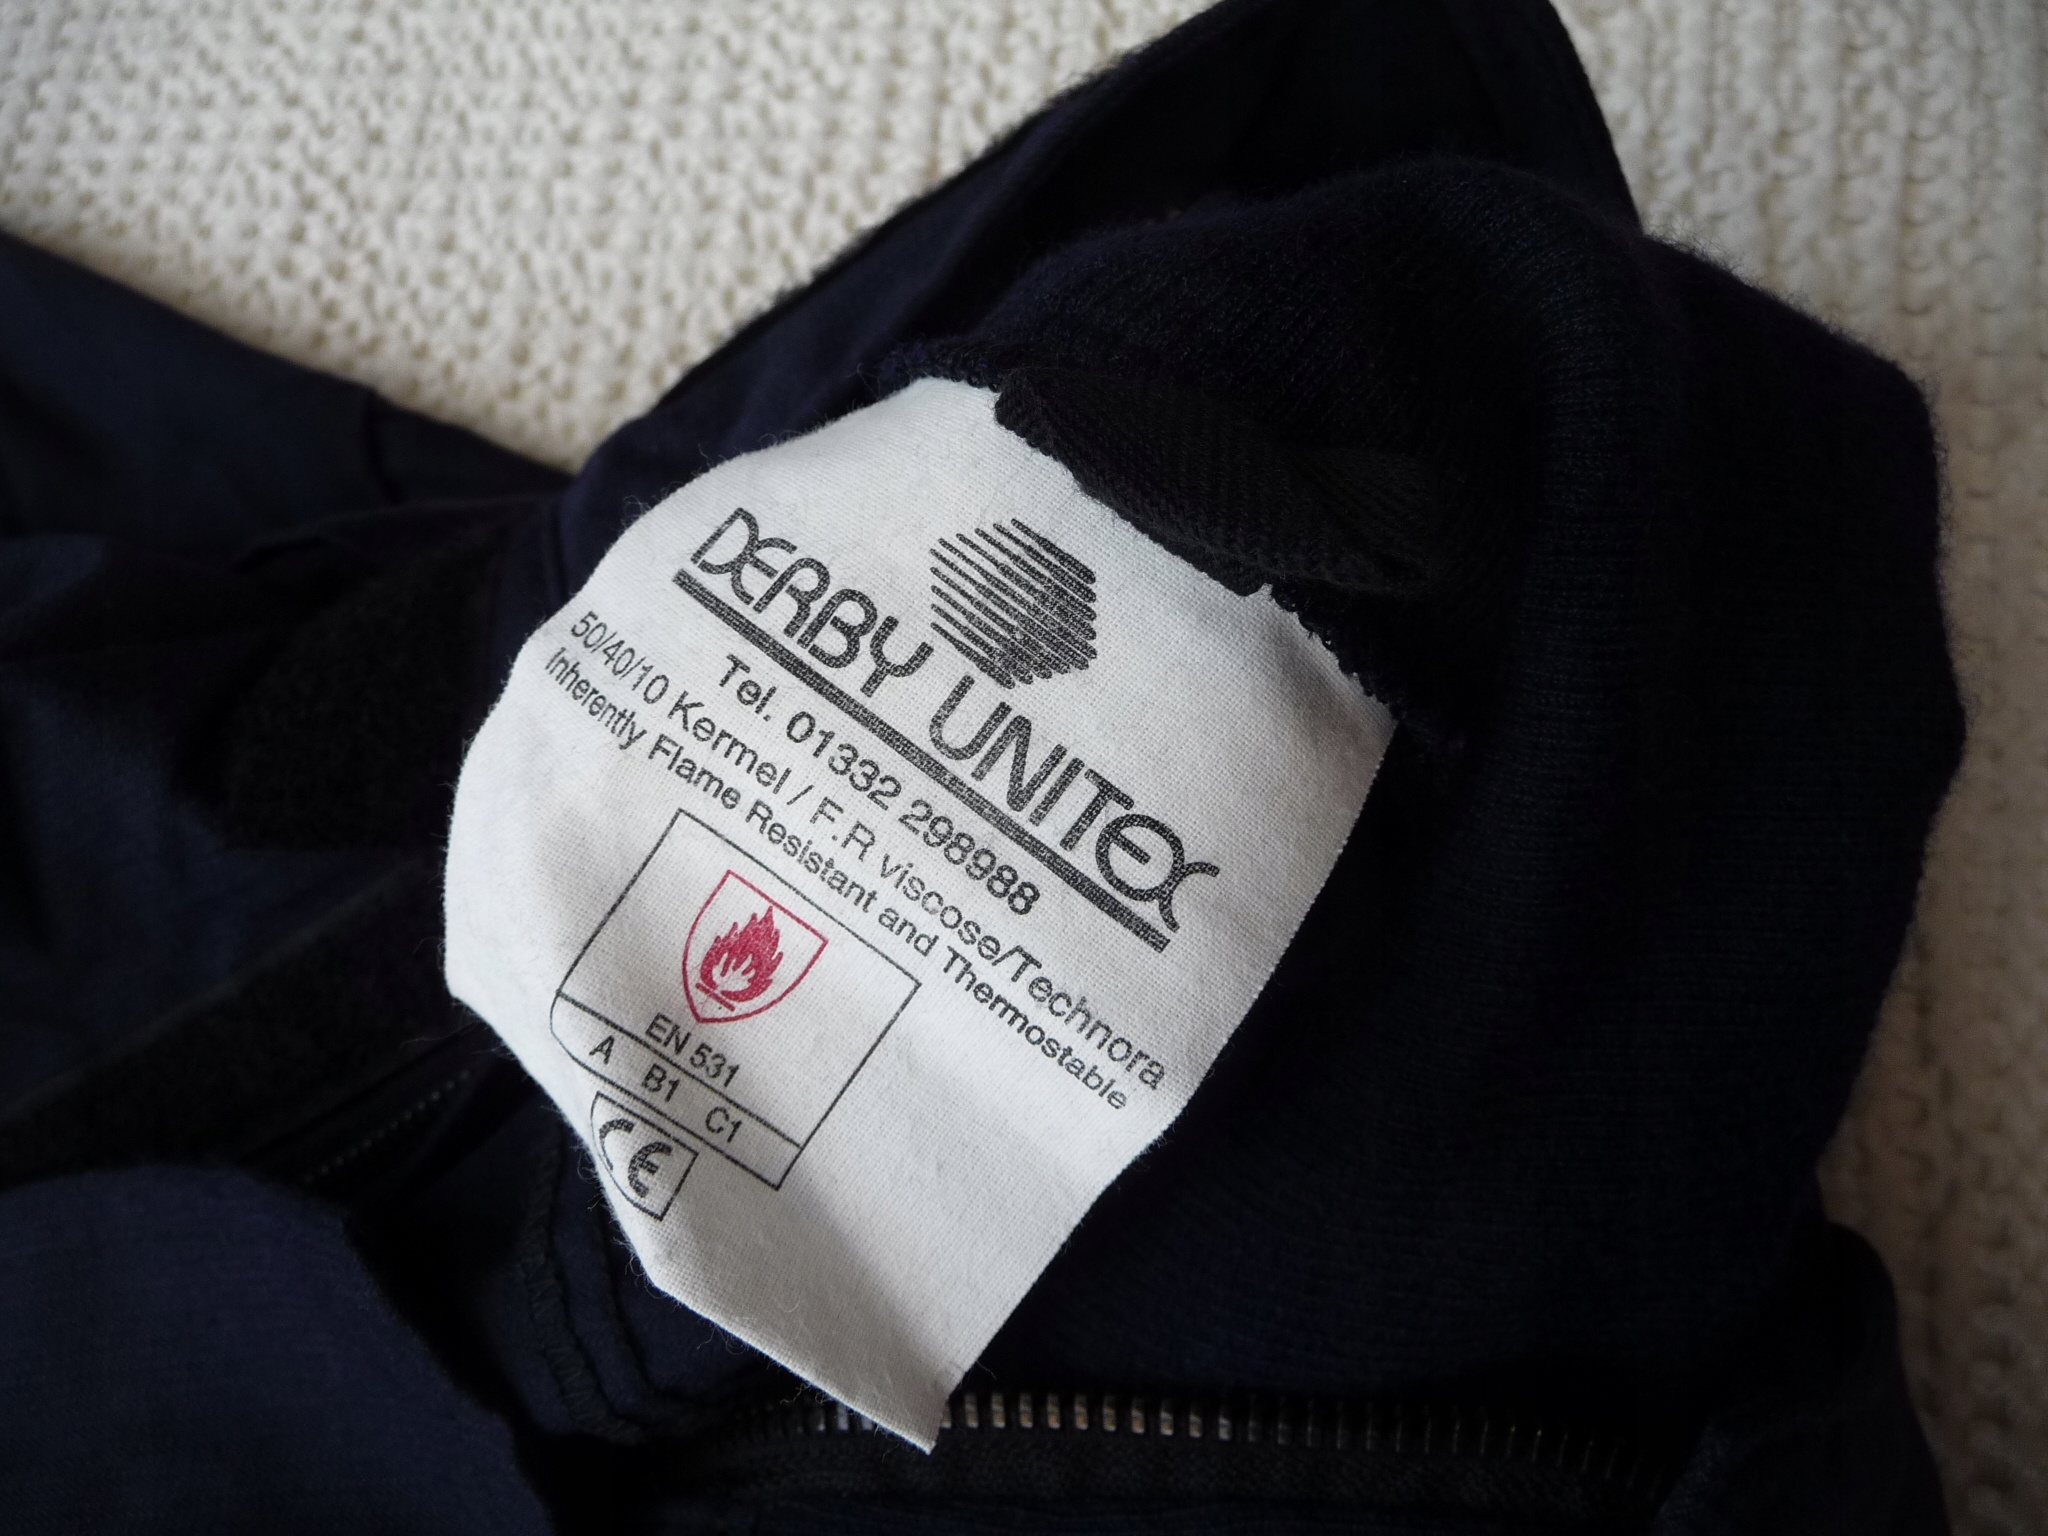 DERBY UNITEX
Tel. 01332 298988
50/40/10 Kermel / F.R viscose/Technora
Inherently Flame Resistant and Thermostable
EN 531
A B1 C1
CE